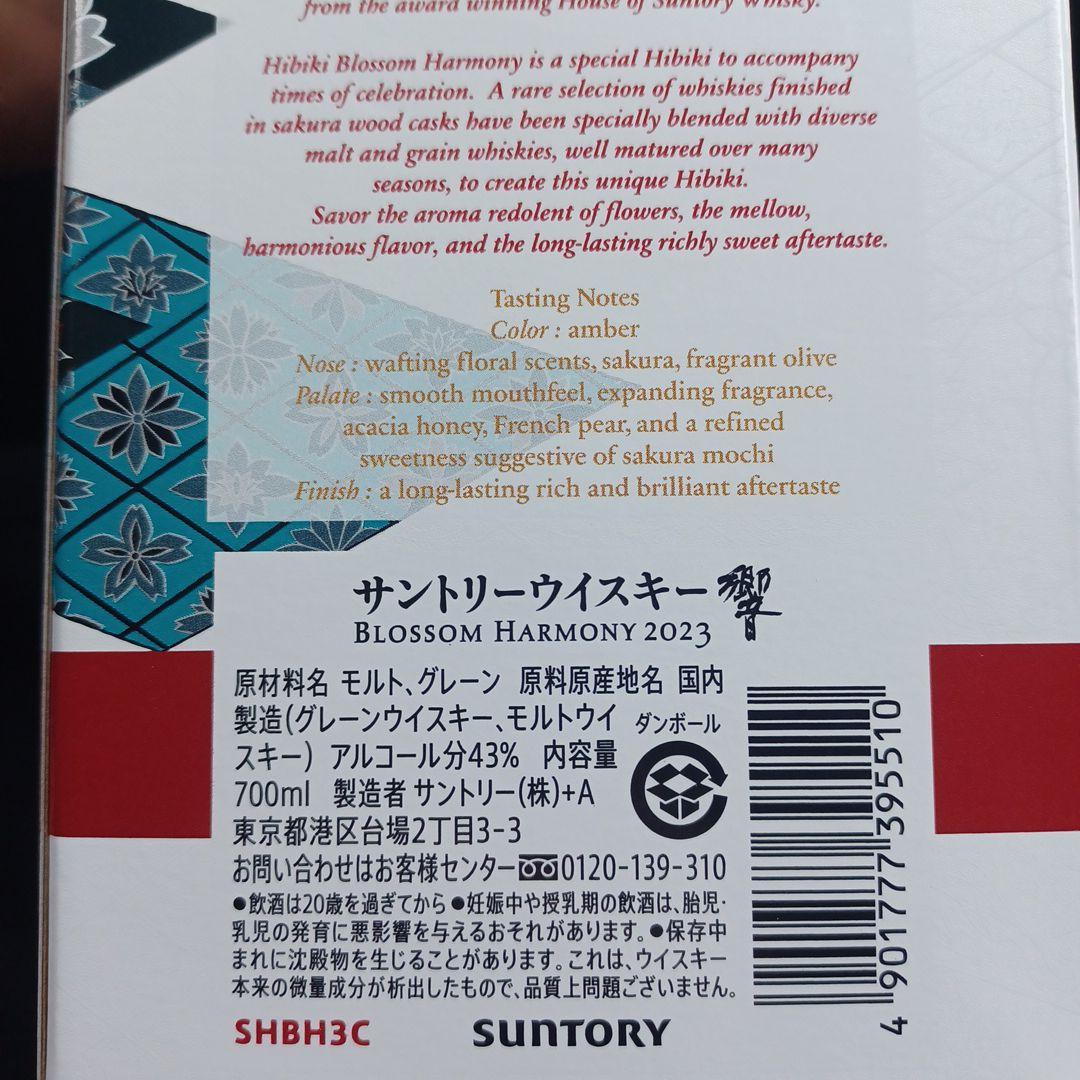 from the award winning House of Suntory Whisky.
Hibiki Blossom Harmony is a special Hibiki to accompany
times of celebration. A rare selection of whiskies finished
in sakura wood casks have been specially blended with diverse
malt and grain whiskies, well matured over many
seasons, to create this unique Hibiki.
Savor the aroma redolent of flowers, the mellow,
harmonious flavor, and the long-lasting richly sweet aftertaste.
Tasting Notes
Color : amber
Nose : wafting floral scents, sakura, fragrant olive
Palate : smooth mouthfeel, expanding fragrance,
acacia honey, French pear, and a refined
sweetness suggestive of sakura mochi
Finish : a long-lasting rich and brilliant aftertaste
サントリーウイスキー響
BLOSSOM HARMONY 2023
原材料名 モルト、グレーン 原料原産地名 国内
製造(グレーンウイスキー、モルトウイ
スキー) アルコール分43% 内容量
700ml 製造者 サントリー(株)+A
東京都港区台場2丁目3-3
ダンボール
お問い合わせはお客様センター 0120-139-310
●飲酒は20歳を過ぎてから ●妊娠中や授乳期の飲酒は、胎児・
乳児の発育に悪影響を与えるおそれがあります。●保存中
まれに沈殿物を生じることがあります。これは、ウイスキー
本来の微量成分が析出したもので、品質上問題ございません。
4 901777 395510
SHBH3C SUNTORY